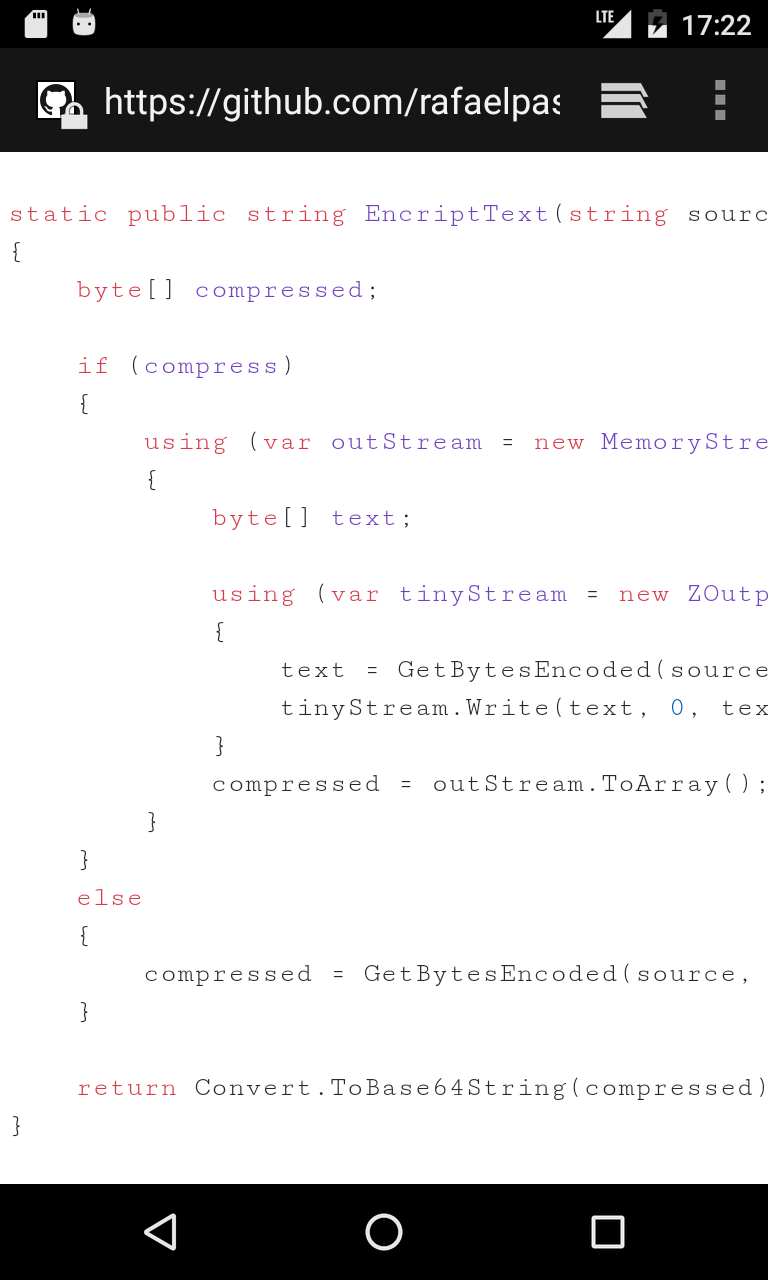 LTE 17:22
https://github.com/rafaelpas
static public string EncriptText(string sourc
{
byte[] compressed;
if (compress)
{
using (var outStream = new MemoryStre
{
byte[] text;
using (var tinyStream = new ZOutp
{
text = GetBytesEncoded(source
tinyStream.Write(text, 0, tex
}
compressed = outStream.ToArray();
}
}
else
{
compressed = GetBytesEncoded(source,
}
return Convert.ToBase64String(compressed)
}